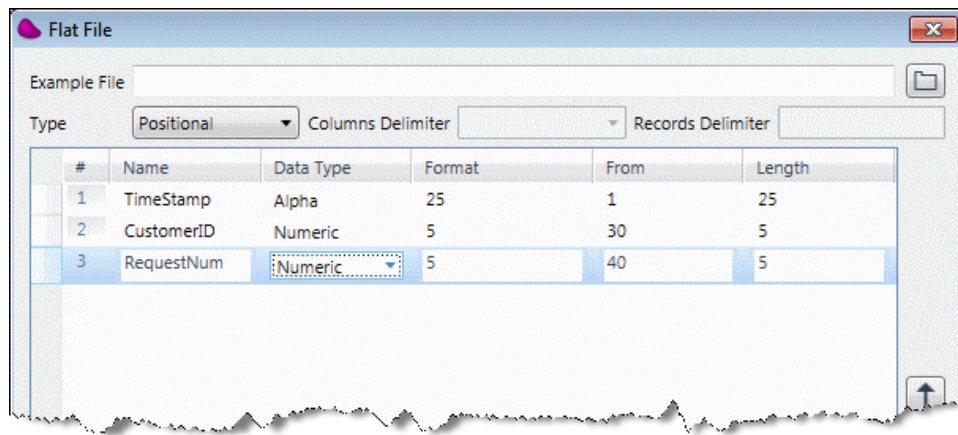 Flat File
Example File
Type Positional Columns Delimiter Records Delimiter
# Name Data Type Format From Length
1 TimeStamp Alpha 25 1 25
2 CustomerID Numeric 5 30 5
3 RequestNum Numeric 5 40 5